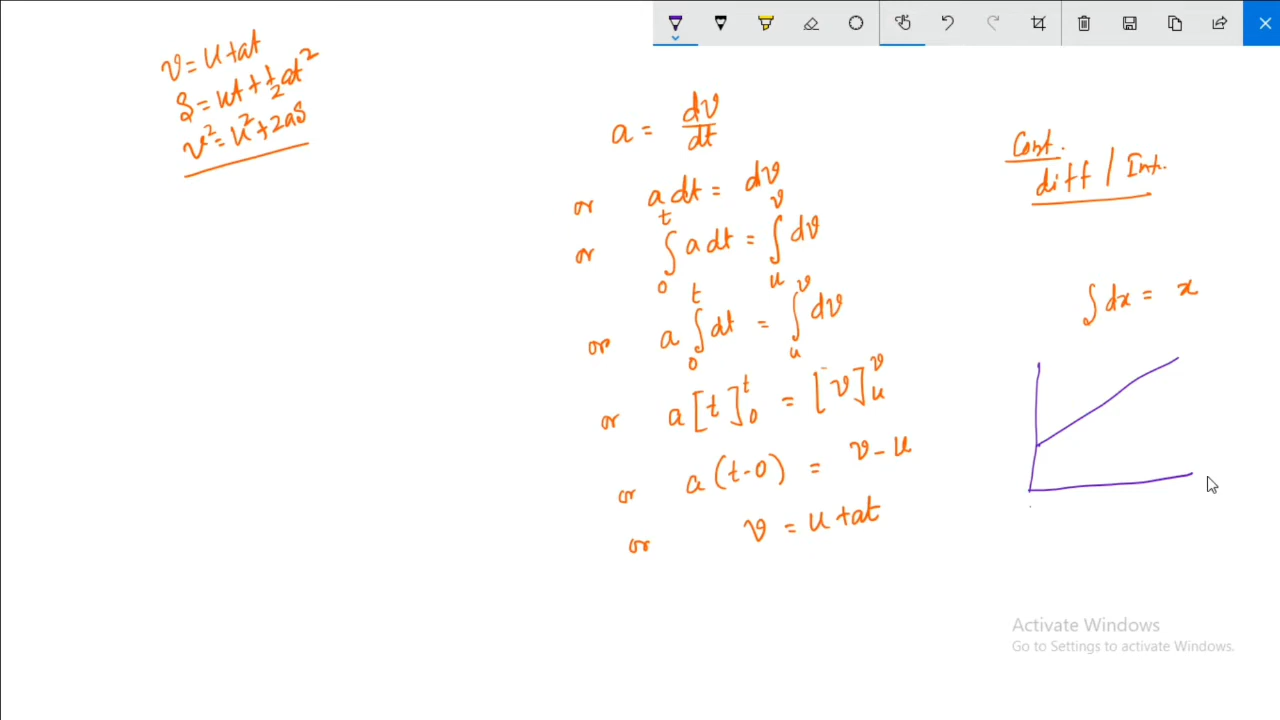 v = u + at
S = ut + 1/2 at²
v² = u² + 2aS
a = dv/dt
or a dt = dv
or ∫₀ᵗ a dt = ∫ᵤᵛ dv
or a ∫₀ᵗ dt = ∫ᵤᵛ dv
or a [t]₀ᵗ = [v]ᵤᵛ
or a (t - 0) = v - u
or v = u + at
Const.
diff / Int.
∫ dx = x
Activate Windows
Go to Settings to activate Windows.